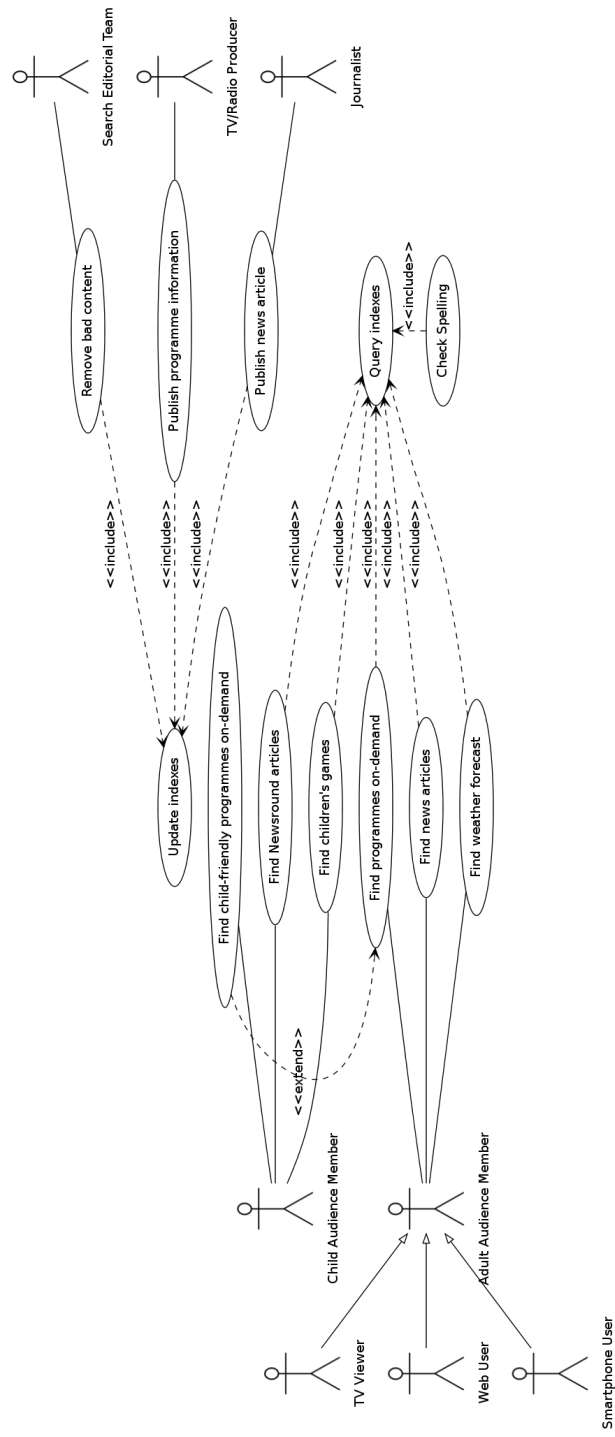 Search Editorial Team
TV/Radio Producer
Journalist
Remove bad content
Publish programme information
Publish news article
Query indexes
<<include>>
Check Spelling
<<include>>
<<include>>
<<include>>
<<include>>
<<include>>
<<include>>
<<include>>
<<include>>
Update indexes
Find child-friendly programmes on-demand
Find Newsround articles
Find children's games
Find programmes on-demand
Find news articles
Find weather forecast
<<extend>>
Child Audience Member
Adult Audience Member
TV Viewer
Web User
Smartphone User